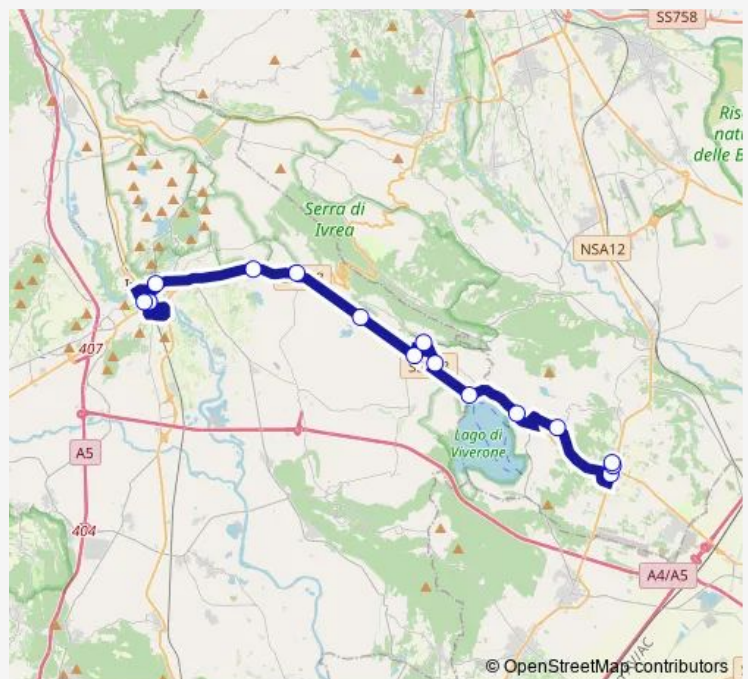 SS758
Ris
nat
delle B
Serra di
Ivrea
NSA12
407
Lago di
Viverone
A5
404
A4/A5
© OpenStreetMap contributors